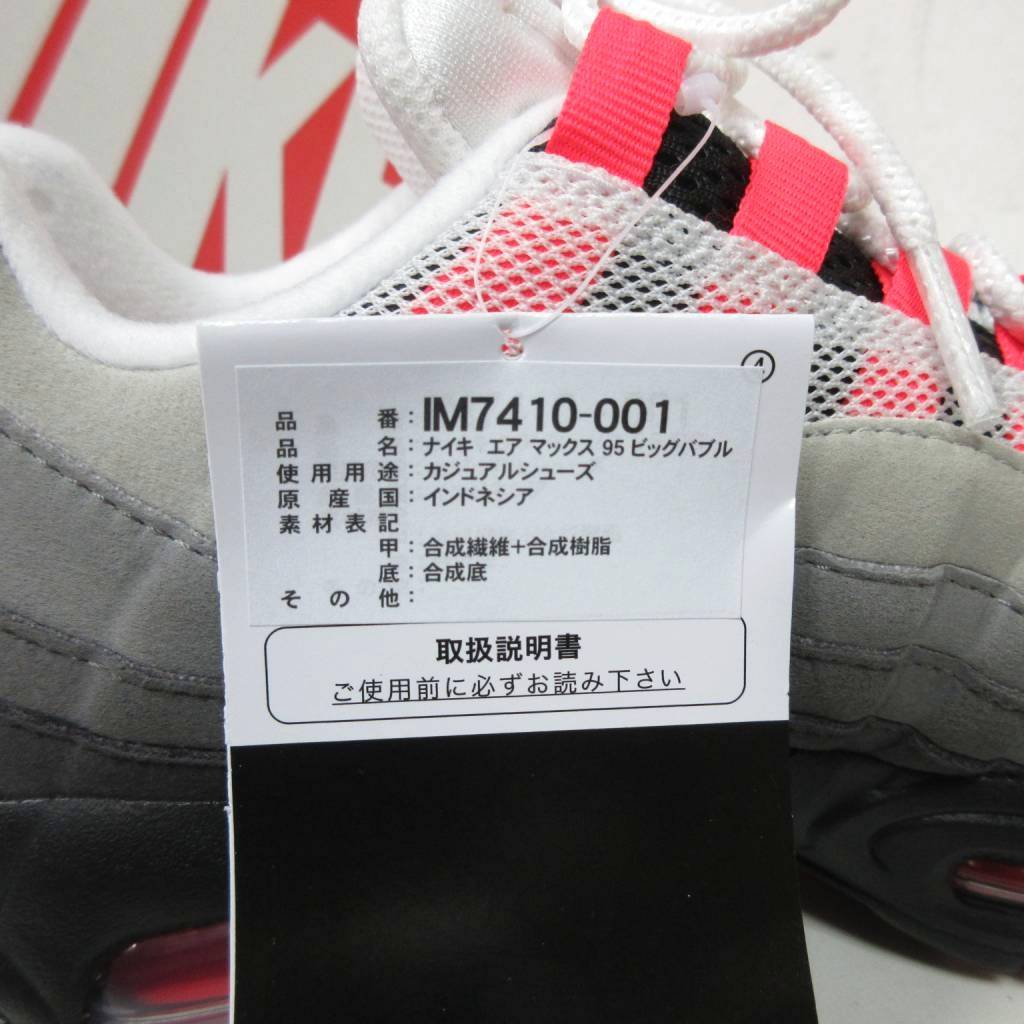 NIKE
④
品番：IM7410-001
品名：ナイキ エア マックス 95 ビッグバブル
使用用途：カジュアルシューズ
原産国：インドネシア
素材表記
甲：合成繊維+合成樹脂
底：合成底
その他：
取扱説明書
ご使用前に必ずお読み下さい